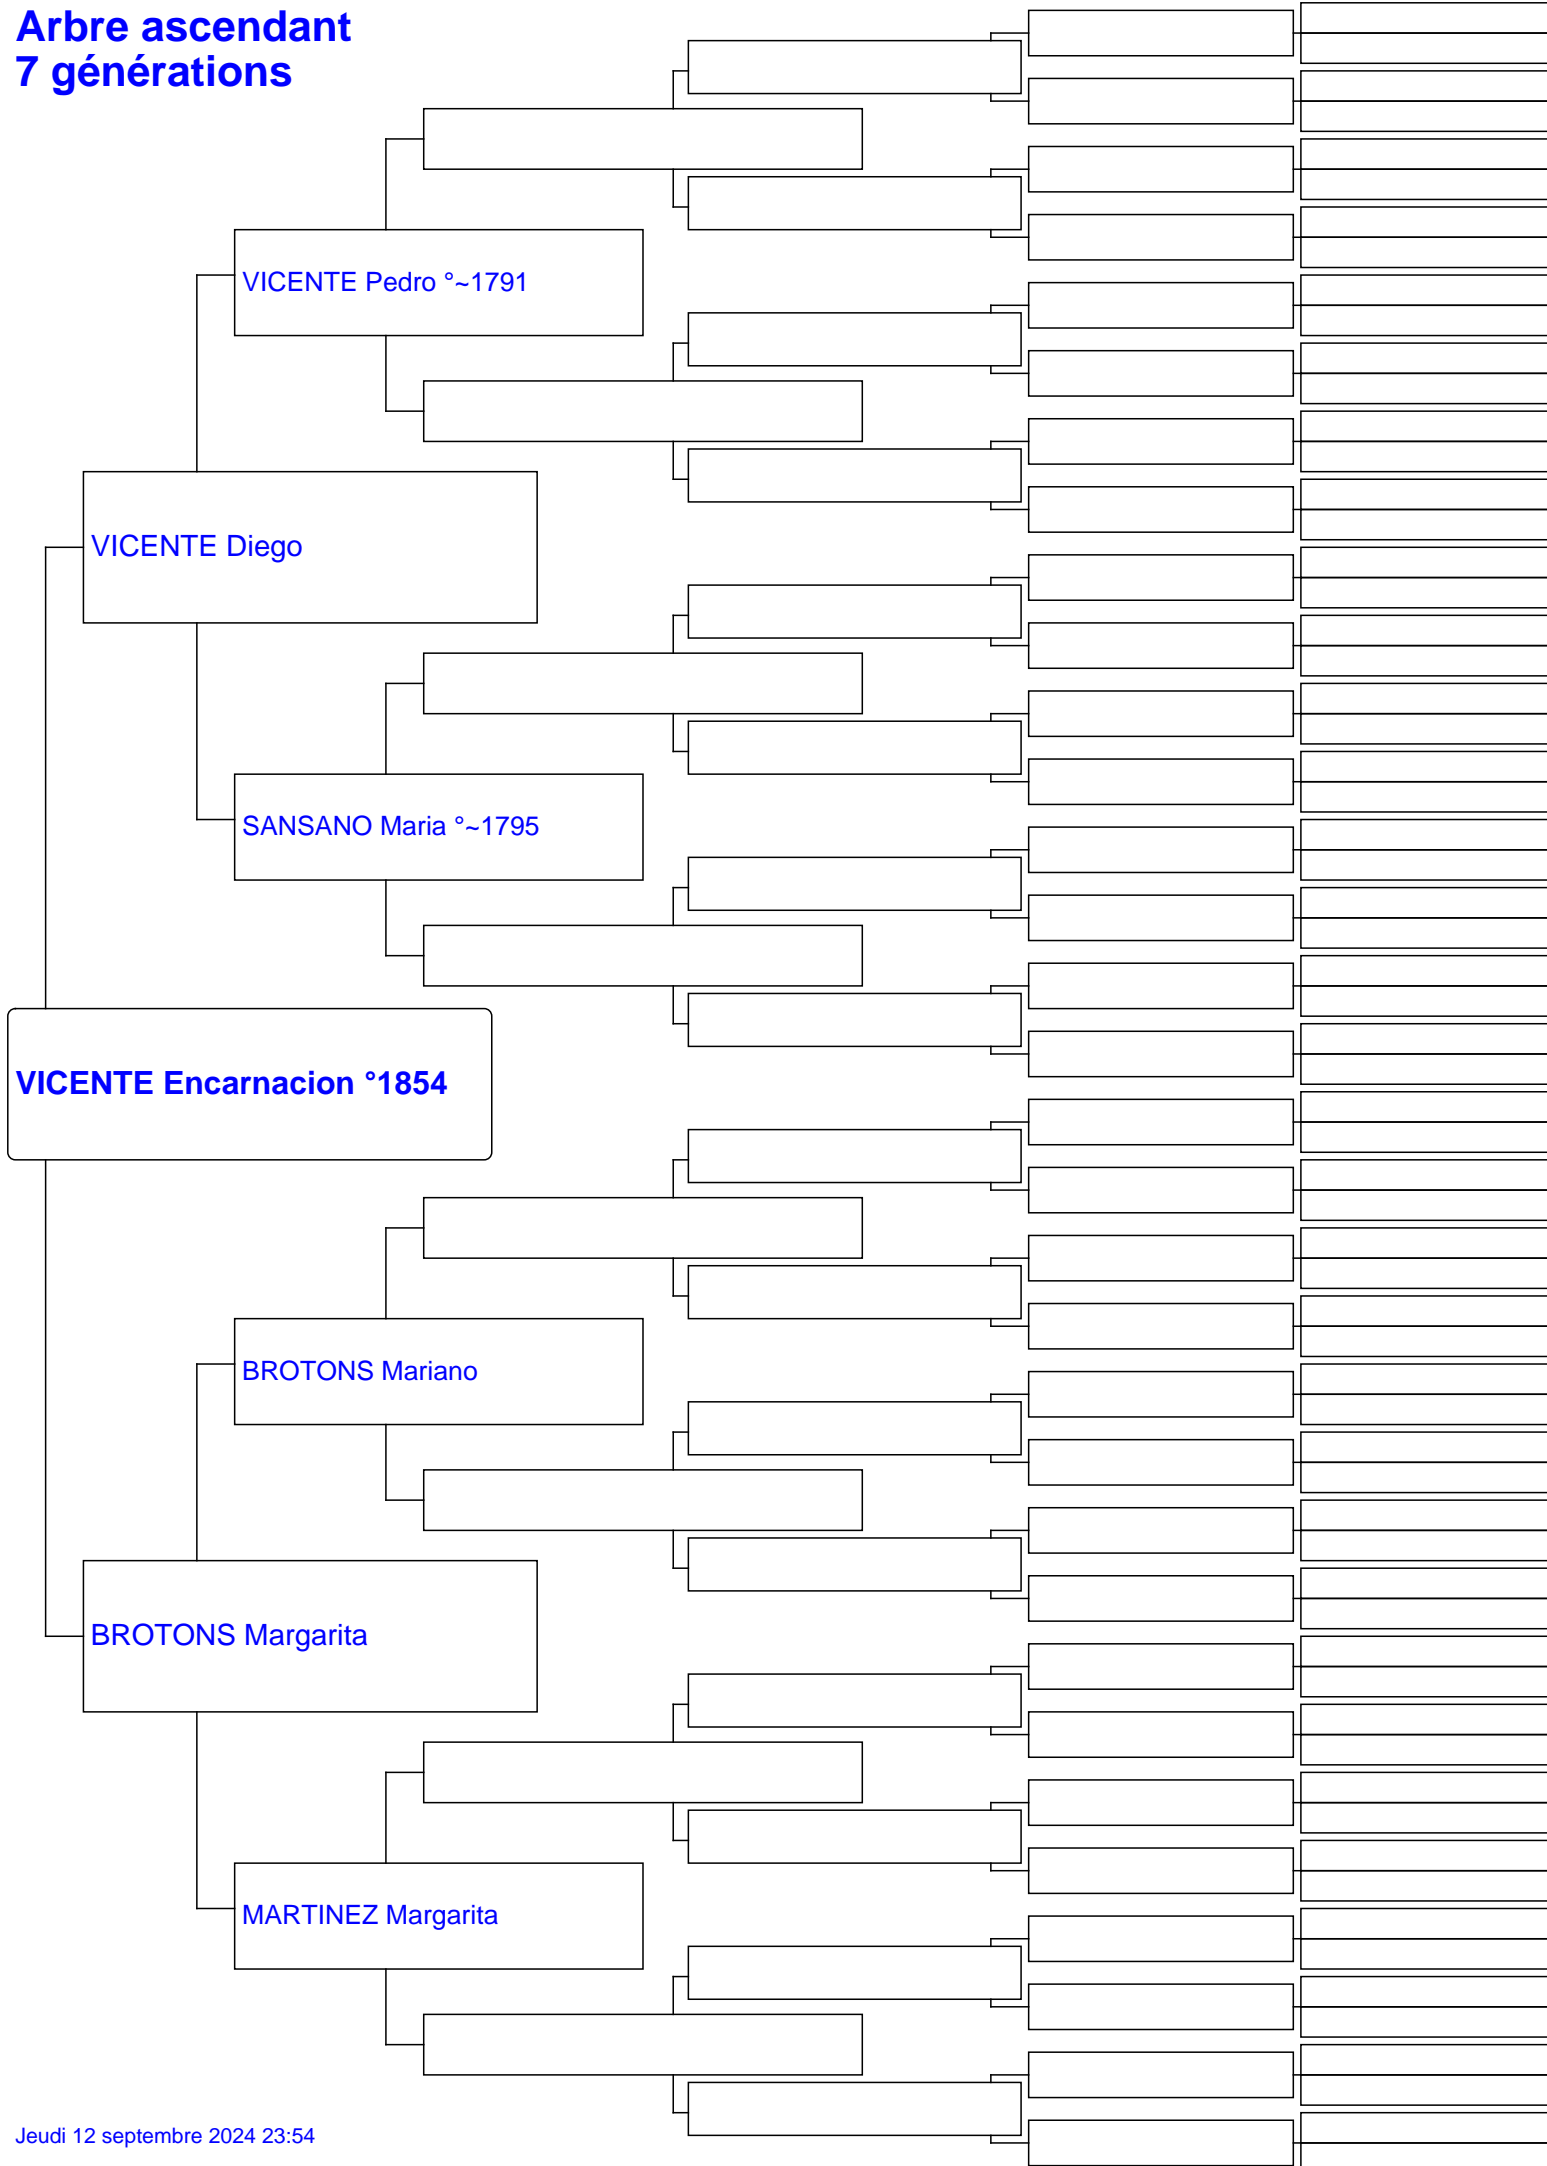 Arbre ascendant
7 générations
VICENTE Pedro °~1791
VICENTE Diego
SANSANO Maria °~1795
VICENTE Encarnacion °1854
BROTONS Mariano
BROTONS Margarita
MARTINEZ Margarita
Jeudi 12 septembre 2024 23:54